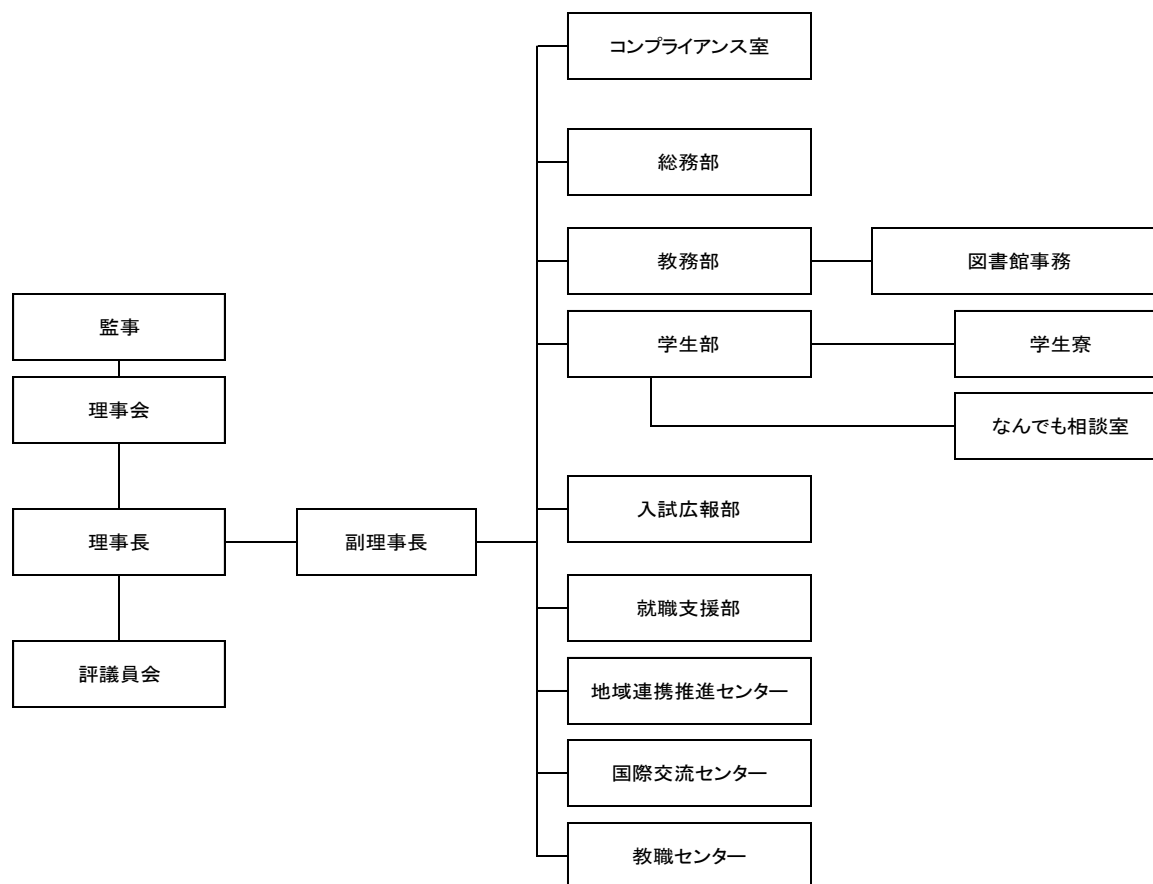 コンプライアンス室
総務部
教務部
図書館事務
監事
学生部
学生寮
理事会
なんでも相談室
入試広報部
理事長
副理事長
就職支援部
評議員会
地域連携推進センター
国際交流センター
教職センター